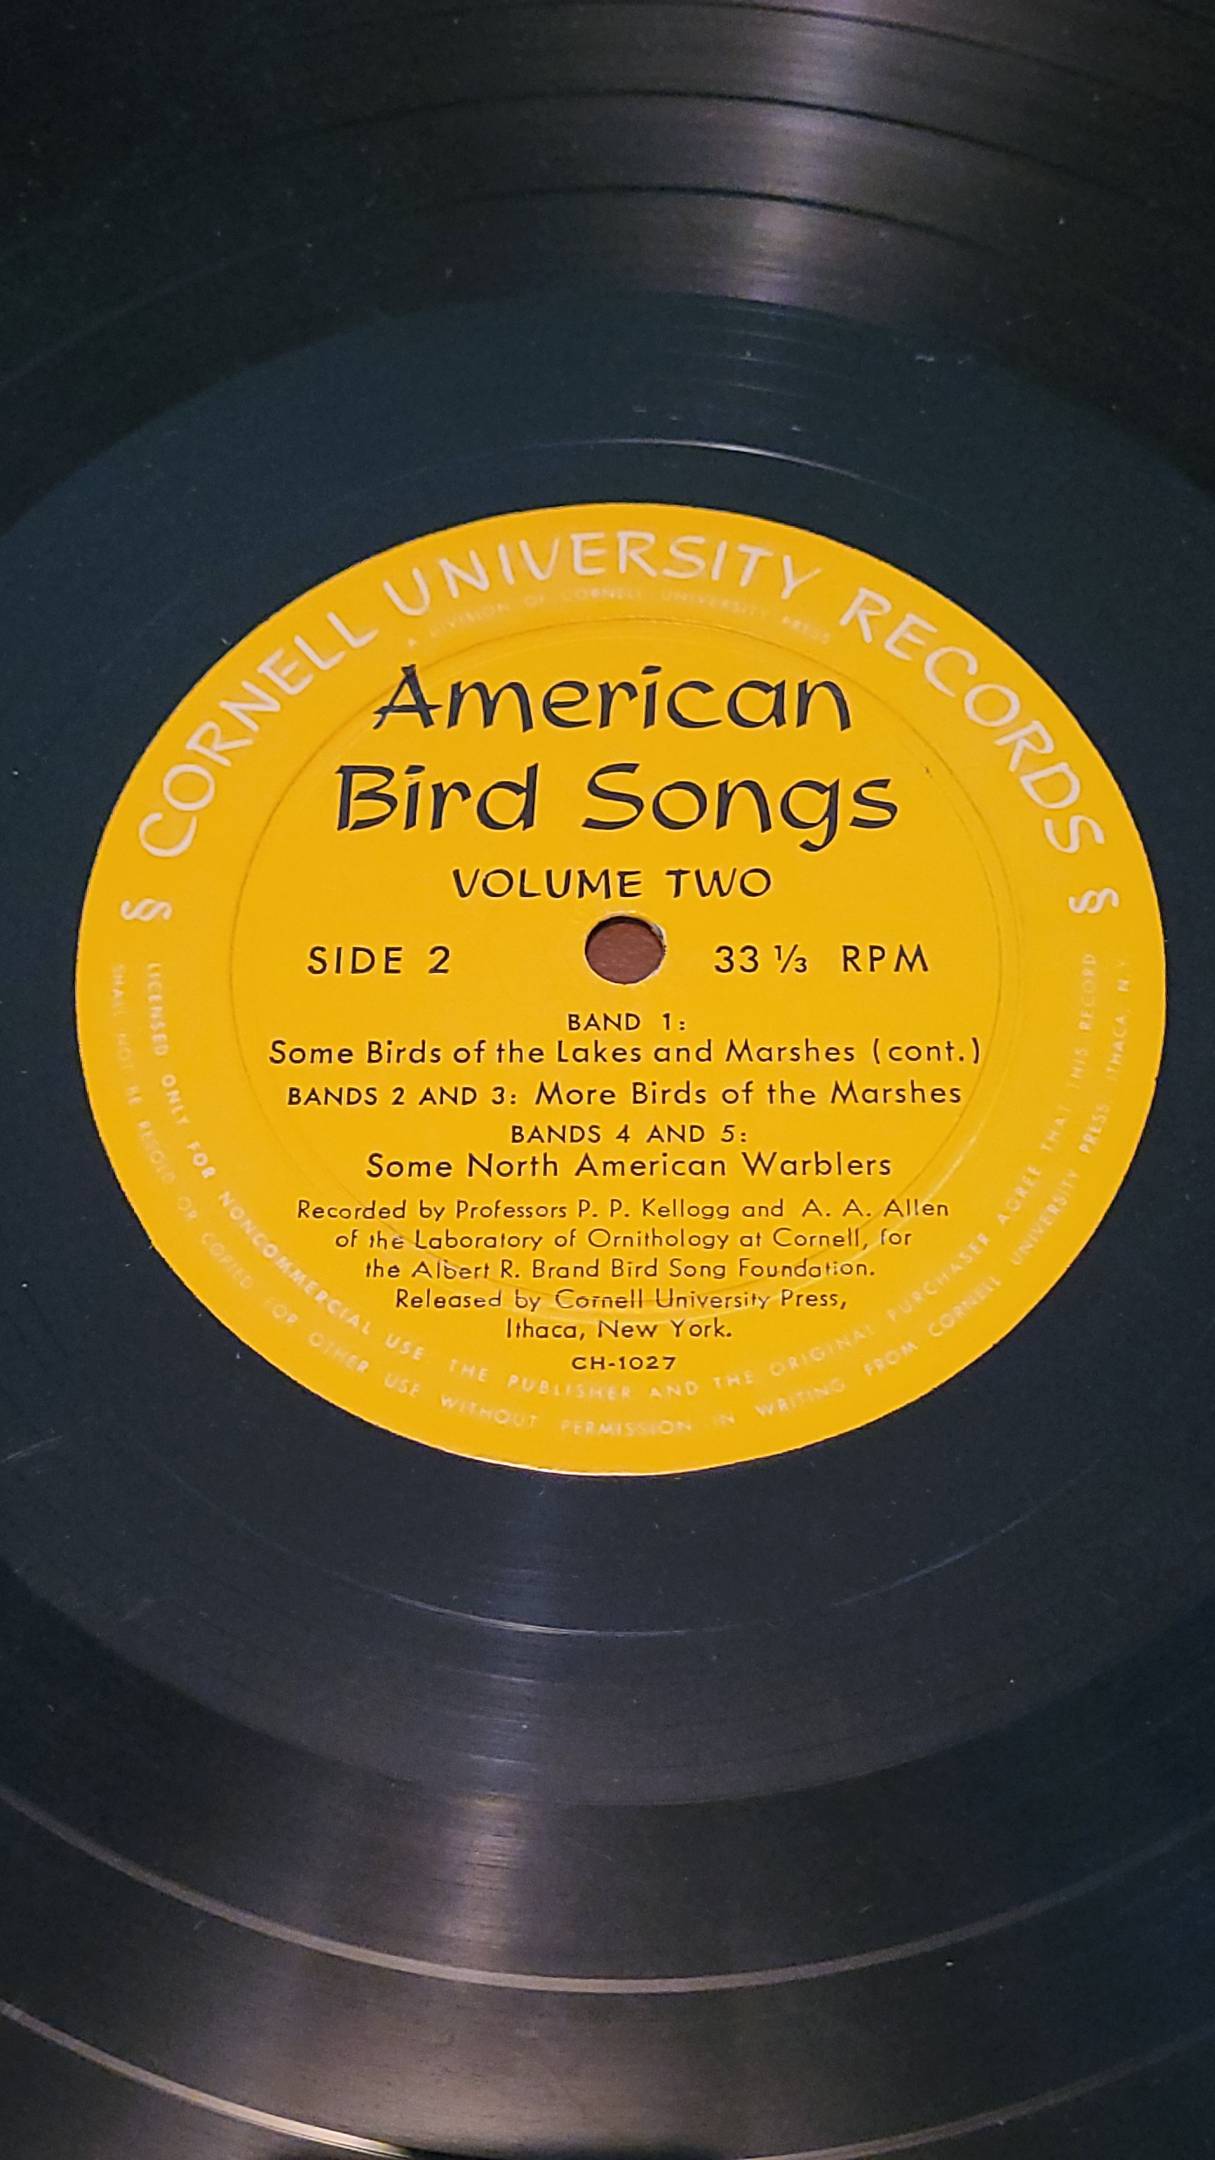 § CORNELL UNIVERSITY RECORDS §
A DIVISION OF CORNELL UNIVERSITY PRESS
American
Bird Songs
VOLUME TWO
SIDE 2 33 ⅓ RPM
BAND 1:
Some Birds of the Lakes and Marshes (cont.)
BANDS 2 AND 3: More Birds of the Marshes
BANDS 4 AND 5:
Some North American Warblers
Recorded by Professors P. P. Kellogg and A. A. Allen
of the Laboratory of Ornithology at Cornell, for
the Albert R. Brand Bird Song Foundation.
Released by Cornell University Press,
Ithaca, New York.
CH-1027
LICENSED ONLY FOR NONCOMMERCIAL USE. THE PUBLISHER AND THE ORIGINAL PURCHASER AGREE THAT THIS RECORD
SHALL NOT BE RESOLD OR COPIED FOR OTHER USE WITHOUT PERMISSION IN WRITING FROM CORNELL UNIVERSITY PRESS, ITHACA, N.Y.